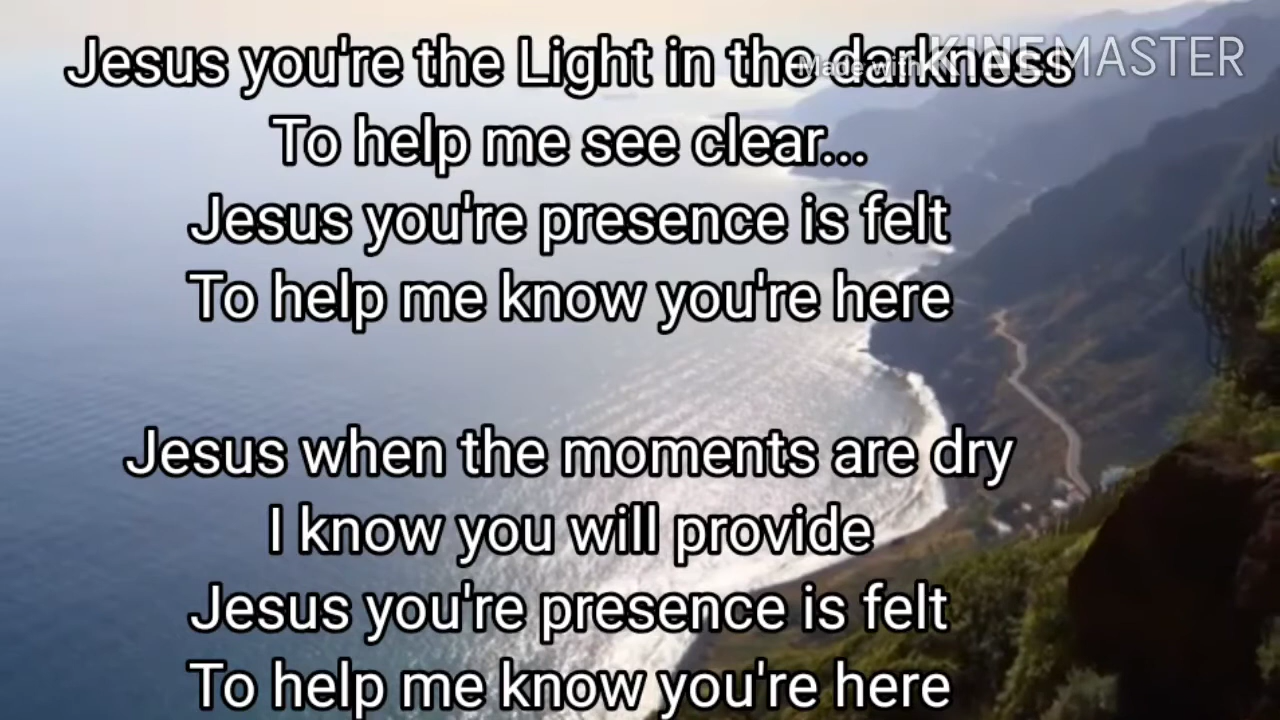 Jesus you're the Light in the darkness
Made with KINEMASTER
To help me see clear...
Jesus you're presence is felt
To help me know you're here
Jesus when the moments are dry
I know you will provide
Jesus you're presence is felt
To help me know you're here